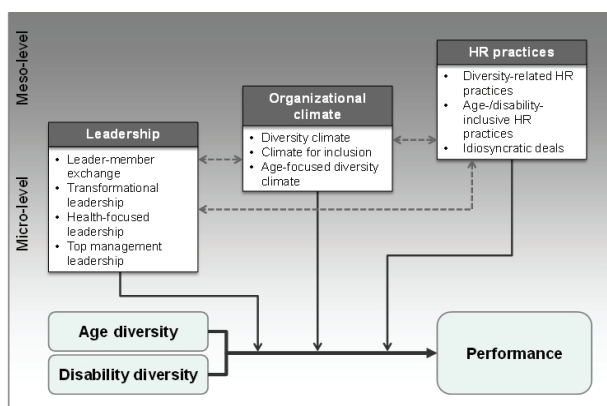 Meso-level
Micro-level
HR practices
• Diversity-related HR
practices
• Age-/disability-
inclusive HR
practices
• Idiosyncratic deals
Organizational
climate
• Diversity climate
• Climate for inclusion
• Age-focused diversity
climate
Leadership
• Leader-member
exchange
• Transformational
leadership
• Health-focused
leadership
• Top management
leadership
Age diversity
Disability diversity
Performance